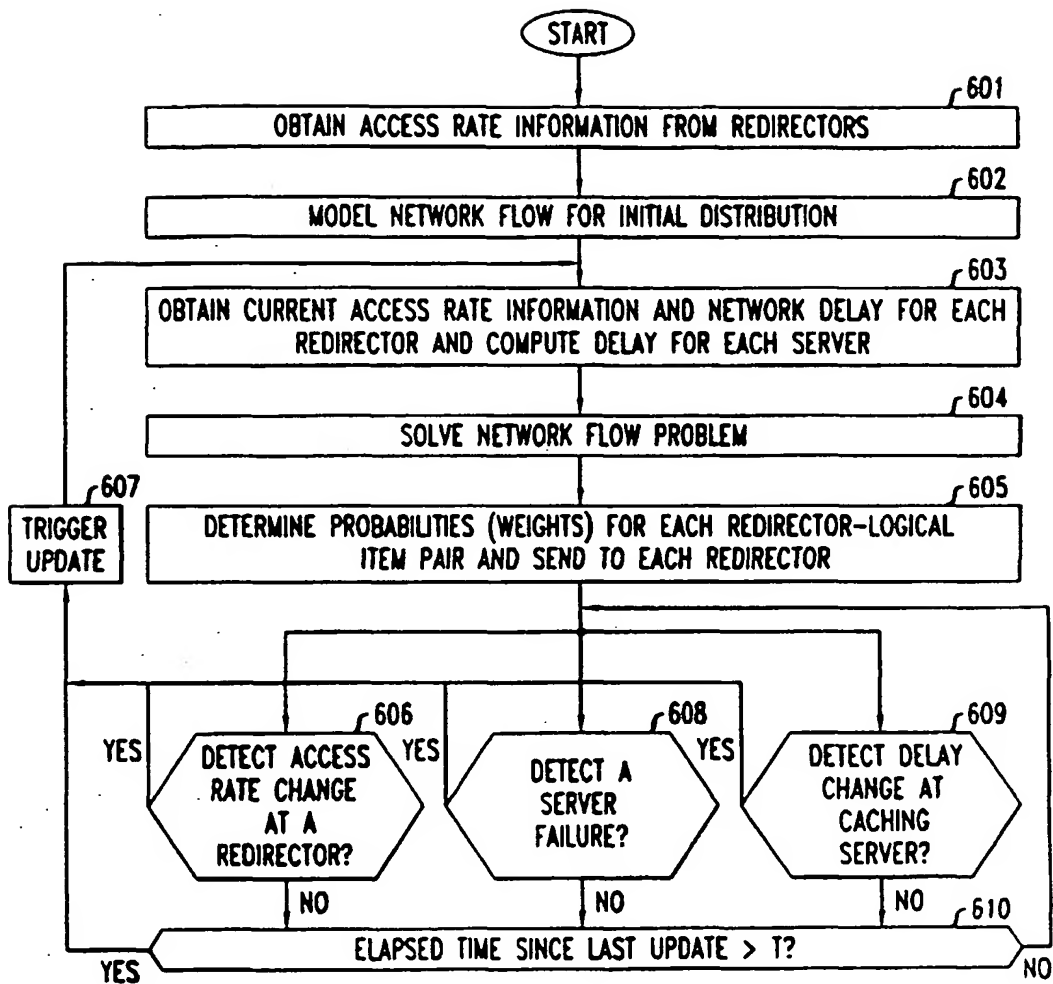 START
601
OBTAIN ACCESS RATE INFORMATION FROM REDIRECTORS
602
MODEL NETWORK FLOW FOR INITIAL DISTRIBUTION
603
OBTAIN CURRENT ACCESS RATE INFORMATION AND NETWORK DELAY FOR EACH
REDIRECTOR AND COMPUTE DELAY FOR EACH SERVER
604
SOLVE NETWORK FLOW PROBLEM
607
TRIGGER
UPDATE
605
DETERMINE PROBABILITIES (WEIGHTS) FOR EACH REDIRECTOR-LOGICAL
ITEM PAIR AND SEND TO EACH REDIRECTOR
606
YES
DETECT ACCESS
RATE CHANGE
AT A
REDIRECTOR?
NO
608
YES
DETECT A
SERVER
FAILURE?
NO
609
YES
DETECT DELAY
CHANGE AT
CACHING
SERVER?
NO
610
ELAPSED TIME SINCE LAST UPDATE > T?
YES
NO